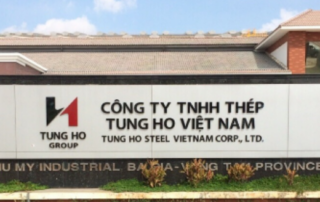 TUNG HO
GROUP
CÔNG TY TNHH THÉP
TUNG HO VIỆT NAM
TUNG HO STEEL VIETNAM CORP., LTD.
MY INDUSTRIAL, BA RIA-VUNG TAU PROVINCE